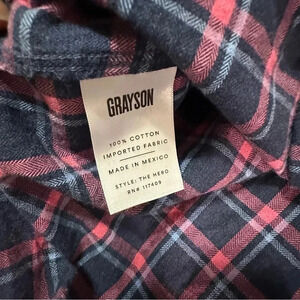 GRAYSON
100% COTTON
IMPORTED FABRIC
MADE IN MEXICO
STYLE: THE HERO
RN# 117409